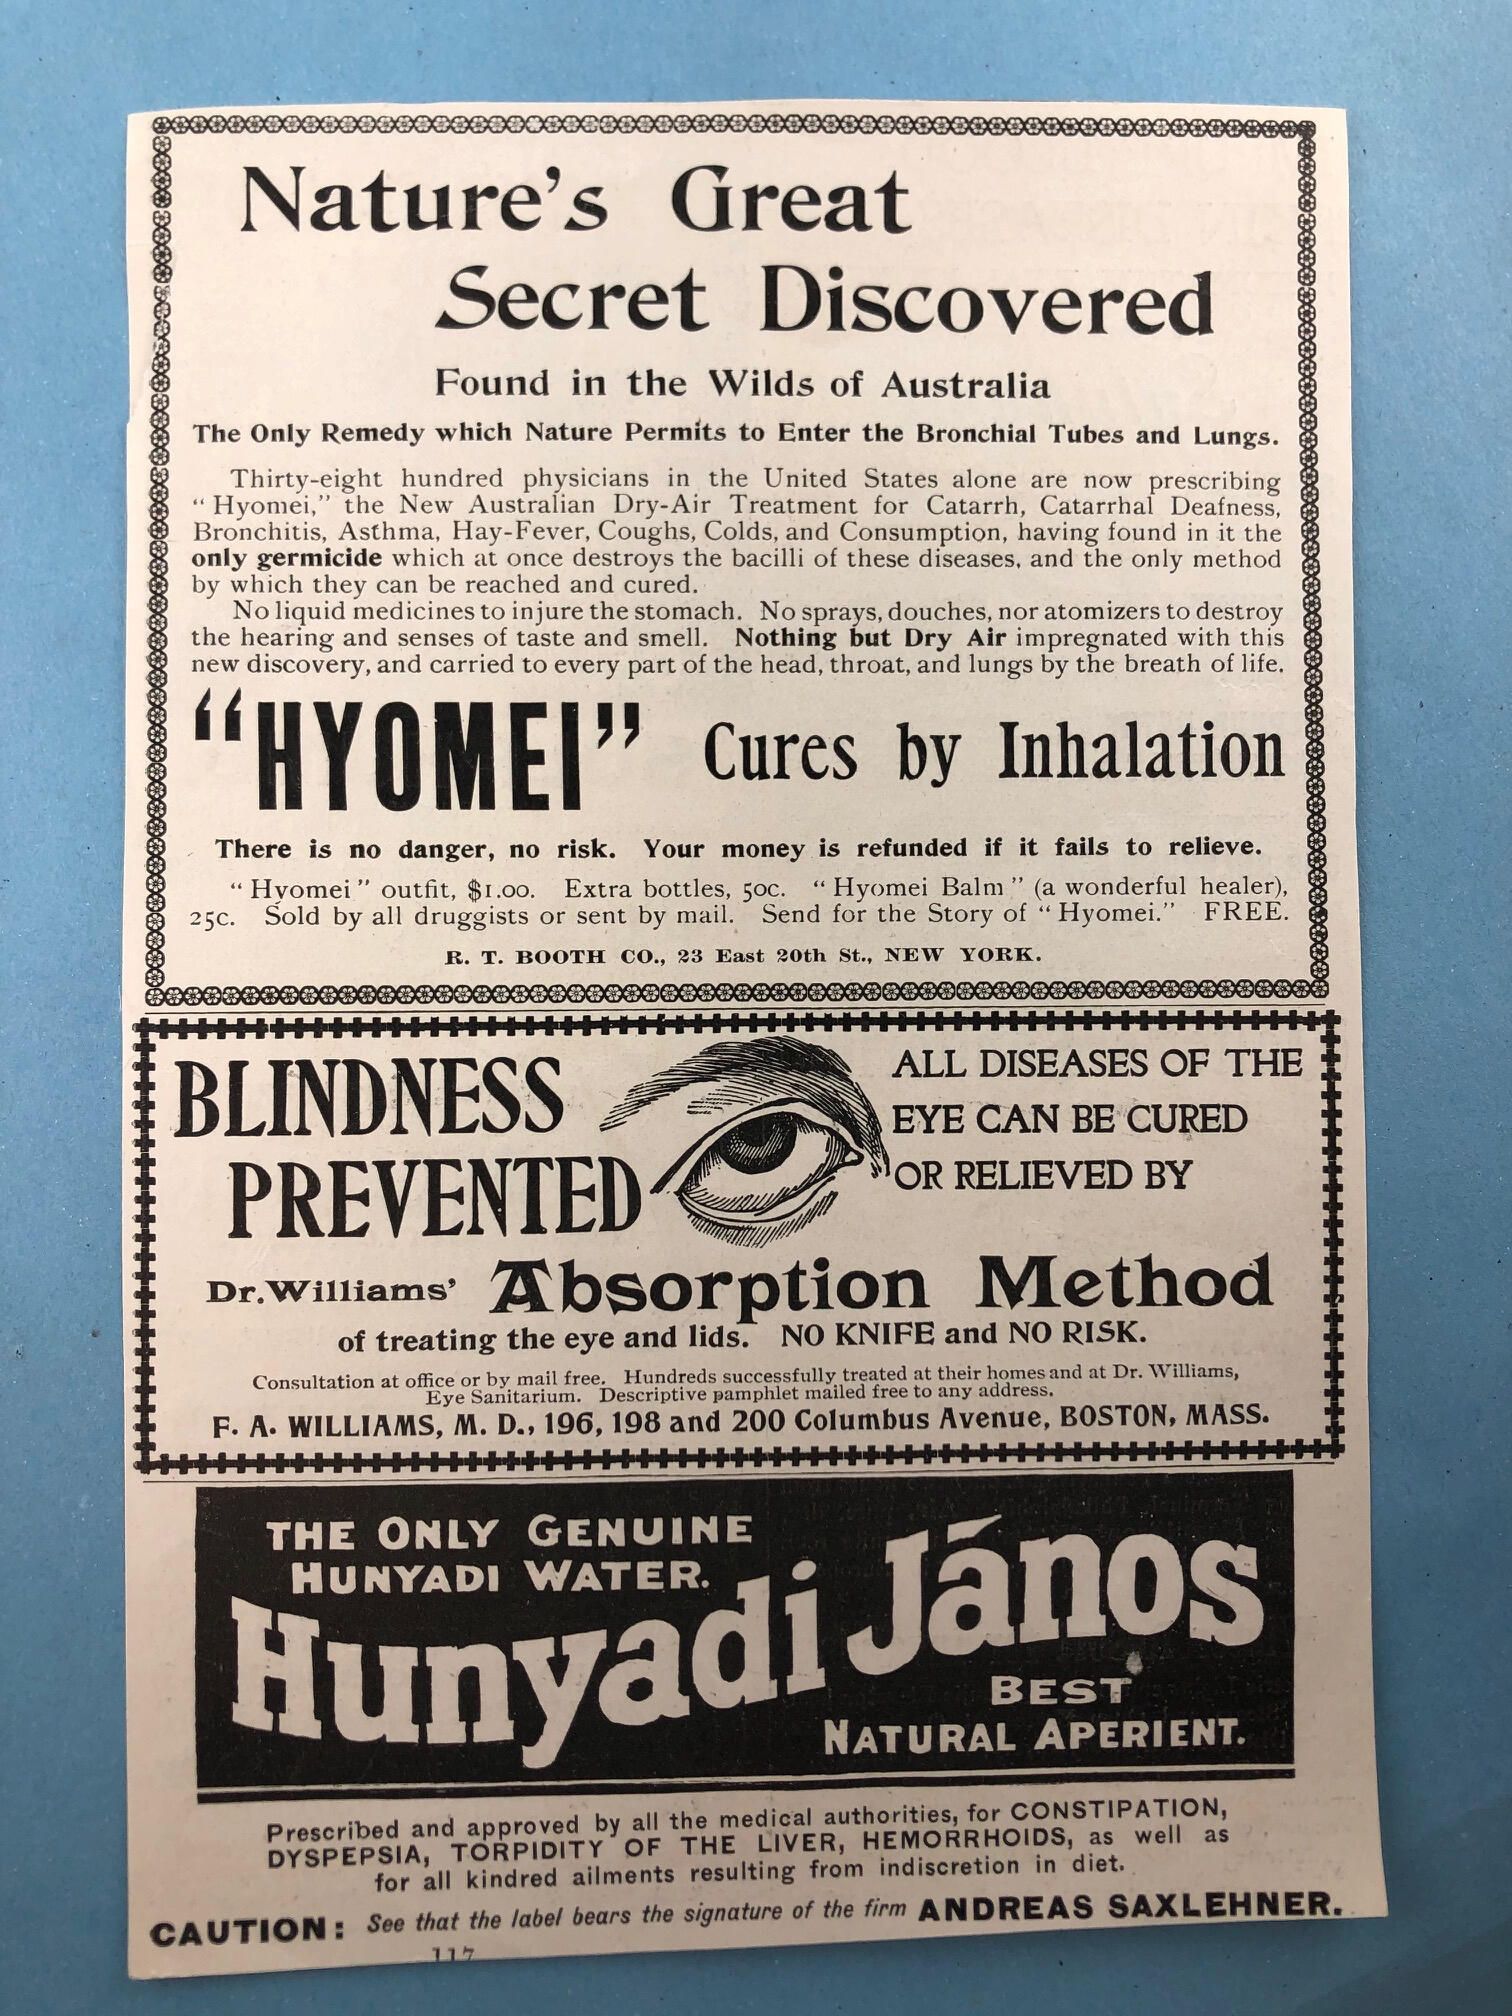 Nature's Great
Secret Discovered
Found in the Wilds of Australia
The Only Remedy which Nature Permits to Enter the Bronchial Tubes and Lungs.
Thirty-eight hundred physicians in the United States alone are now prescribing
"Hyomei," the New Australian Dry-Air Treatment for Catarrh, Catarrhal Deafness,
Bronchitis, Asthma, Hay-Fever, Coughs, Colds, and Consumption, having found in it the
only germicide which at once destroys the bacilli of these diseases, and the only method
by which they can be reached and cured.
No liquid medicines to injure the stomach. No sprays, douches, nor atomizers to destroy
the hearing and senses of taste and smell. Nothing but Dry Air impregnated with this
new discovery, and carried to every part of the head, throat, and lungs by the breath of life.
"HYOMEI" Cures by Inhalation
There is no danger, no risk. Your money is refunded if it fails to relieve.
"Hyomei" outfit, $1.00. Extra bottles, 50c. "Hyomei Balm" (a wonderful healer),
25c. Sold by all druggists or sent by mail. Send for the Story of "Hyomei." FREE.
R. T. BOOTH CO., 23 East 20th St., NEW YORK.
BLINDNESS
PREVENTED
ALL DISEASES OF THE
EYE CAN BE CURED
OR RELIEVED BY
Dr. Williams' Absorption Method
of treating the eye and lids. NO KNIFE and NO RISK.
Consultation at office or by mail free. Hundreds successfully treated at their homes and at Dr. Williams,
Eye Sanitarium. Descriptive pamphlet mailed free to any address.
F. A. WILLIAMS, M. D., 196, 198 and 200 Columbus Avenue, BOSTON, MASS.
THE ONLY GENUINE
HUNYADI WATER.
Hunyadi János
BEST
NATURAL APERIENT.
Prescribed and approved by all the medical authorities, for CONSTIPATION,
DYSPEPSIA, TORPIDITY OF THE LIVER, HEMORRHOIDS, as well as
for all kindred ailments resulting from indiscretion in diet.
CAUTION: See that the label bears the signature of the firm ANDREAS SAXLEHNER.
117